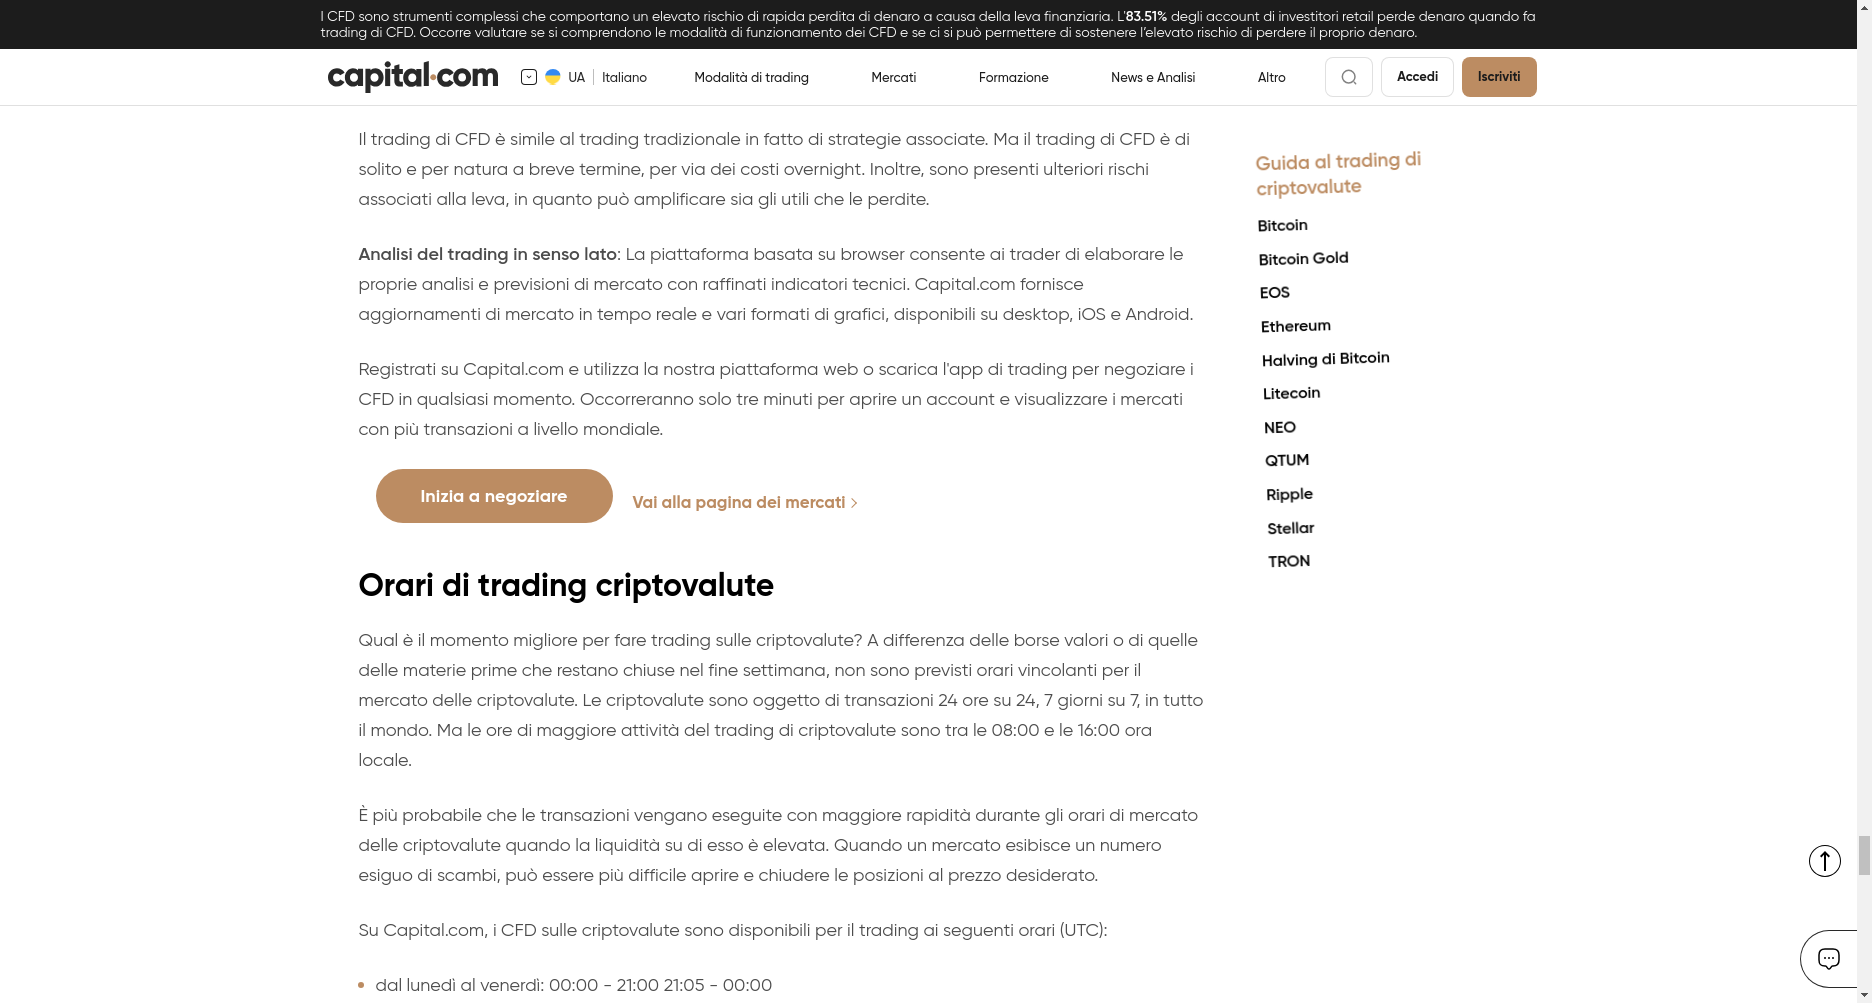 I CFD sono strumenti complessi che comportano un elevato rischio di rapida perdita di denaro a causa della leva finanziaria. L'83.51% degli account di investitori retail perde denaro quando fa
trading di CFD. Occorre valutare se si comprendono le modalità di funzionamento dei CFD e se ci si può permettere di sostenere l'elevato rischio di perdere il proprio denaro.
capital.com
UA | Italiano
Modalità di trading
Mercati
Formazione
News e Analisi
Altro
Accedi
Iscriviti
Il trading di CFD è simile al trading tradizionale in fatto di strategie associate. Ma il trading di CFD è di
solito e per natura a breve termine, per via dei costi overnight. Inoltre, sono presenti ulteriori rischi
associati alla leva, in quanto può amplificare sia gli utili che le perdite.
Analisi del trading in senso lato: La piattaforma basata su browser consente ai trader di elaborare le
proprie analisi e previsioni di mercato con raffinati indicatori tecnici. Capital.com fornisce
aggiornamenti di mercato in tempo reale e vari formati di grafici, disponibili su desktop, iOS e Android.
Registrati su Capital.com e utilizza la nostra piattaforma web o scarica l'app di trading per negoziare i
CFD in qualsiasi momento. Occorreranno solo tre minuti per aprire un account e visualizzare i mercati
con più transazioni a livello mondiale.
Inizia a negoziare
Vai alla pagina dei mercati
Orari di trading criptovalute
Qual è il momento migliore per fare trading sulle criptovalute? A differenza delle borse valori o di quelle
delle materie prime che restano chiuse nel fine settimana, non sono previsti orari vincolanti per il
mercato delle criptovalute. Le criptovalute sono oggetto di transazioni 24 ore su 24, 7 giorni su 7, in tutto
il mondo. Ma le ore di maggiore attività del trading di criptovalute sono tra le 08:00 e le 16:00 ora
locale.
È più probabile che le transazioni vengano eseguite con maggiore rapidità durante gli orari di mercato
delle criptovalute quando la liquidità su di esso è elevata. Quando un mercato esibisce un numero
esiguo di scambi, può essere più difficile aprire e chiudere le posizioni al prezzo desiderato.
Su Capital.com, i CFD sulle criptovalute sono disponibili per il trading ai seguenti orari (UTC):
dal lunedì al venerdì: 00:00 - 21:00 21:05 - 00:00
Guida al trading di
criptovalute
Bitcoin
Bitcoin Gold
EOS
Ethereum
Halving di Bitcoin
Litecoin
NEO
QTUM
Ripple
Stellar
TRON